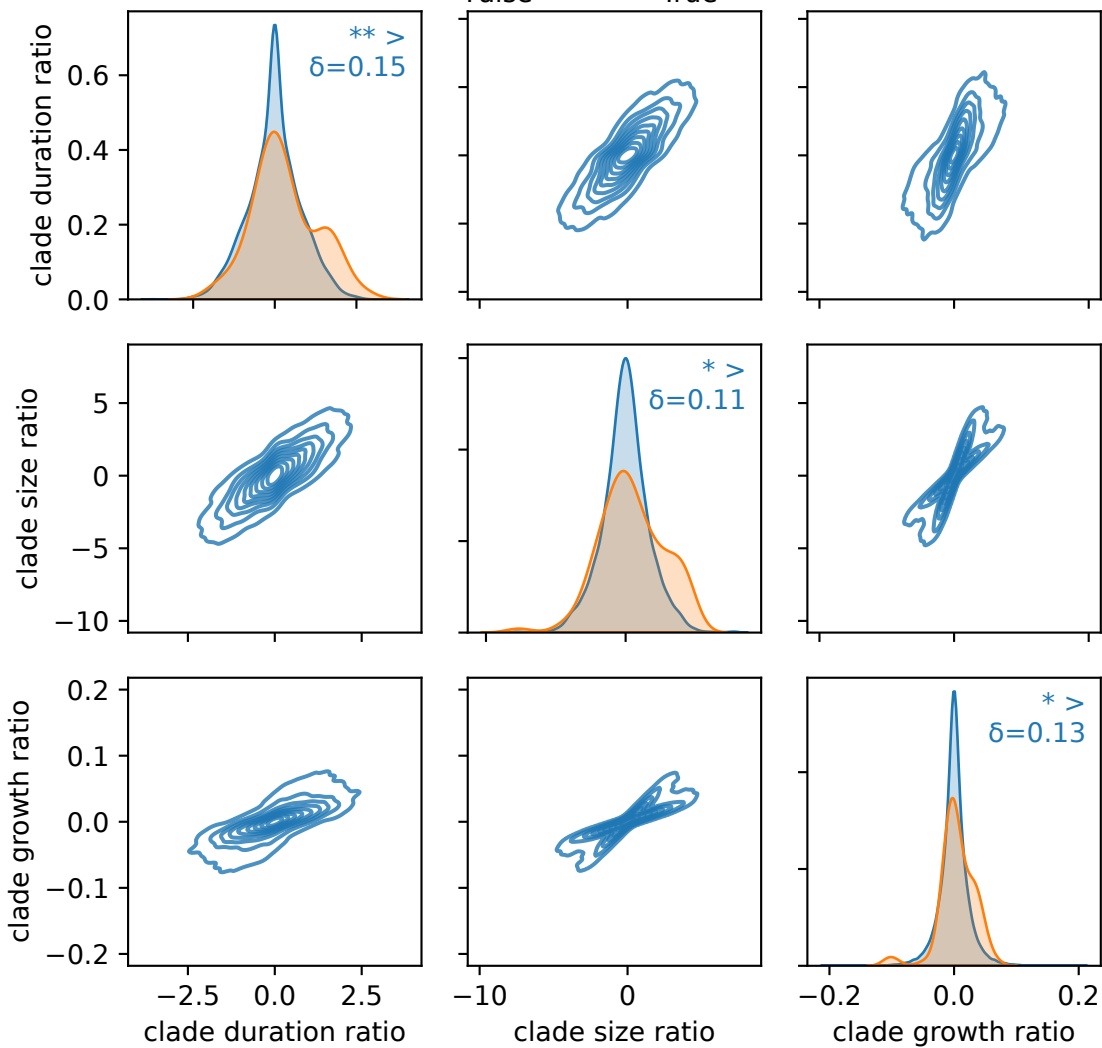 False True
clade duration ratio
0.6
0.4
0.2
0.0
** >
δ=0.15
clade size ratio
5
0
−5
−10
* >
δ=0.11
clade growth ratio
0.2
0.1
0.0
−0.1
−0.2
* >
δ=0.13
−2.5 0.0 2.5
−10 0
−0.2 0.0 0.2
clade duration ratio
clade size ratio
clade growth ratio